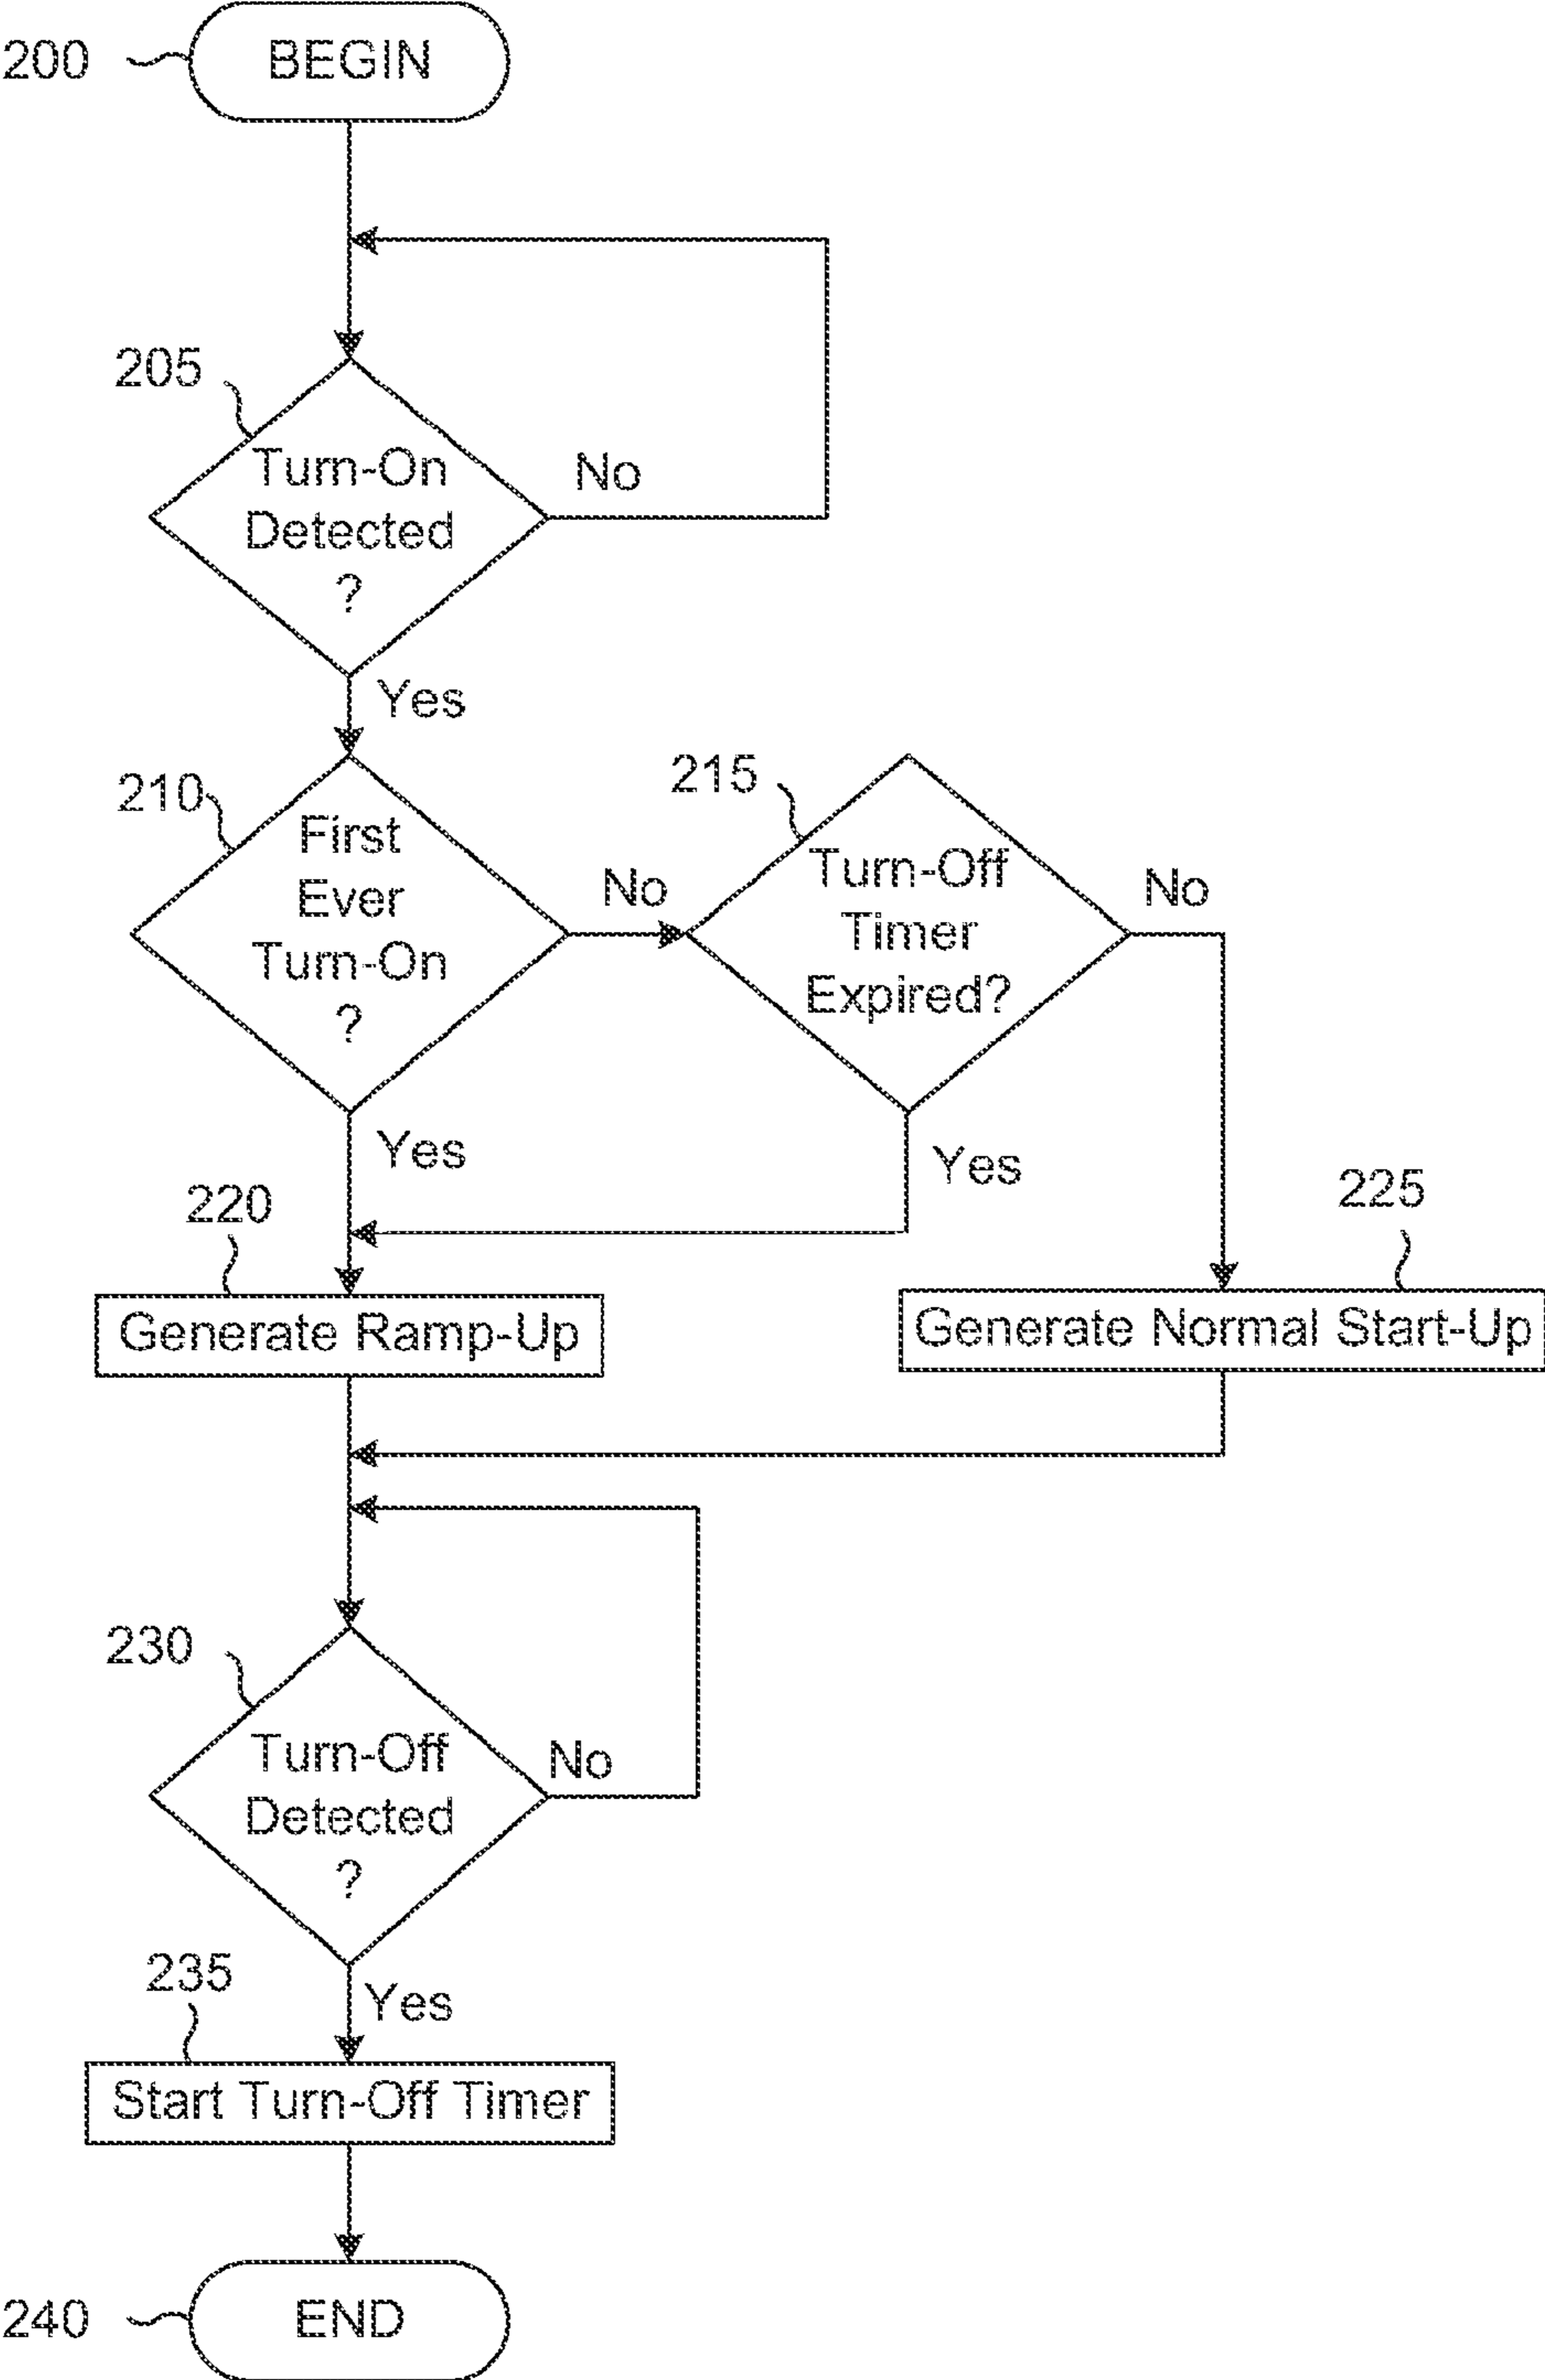 200
BEGIN
205
Turn-On
Detected
?
No
Yes
210
First
Ever
Turn-On
?
No
215
Turn-Off
Timer
Expired?
No
Yes
Yes
220
Generate Ramp-Up
225
Generate Normal Start-Up
230
Turn-Off
Detected
?
No
Yes
235
Start Turn-Off Timer
240
END